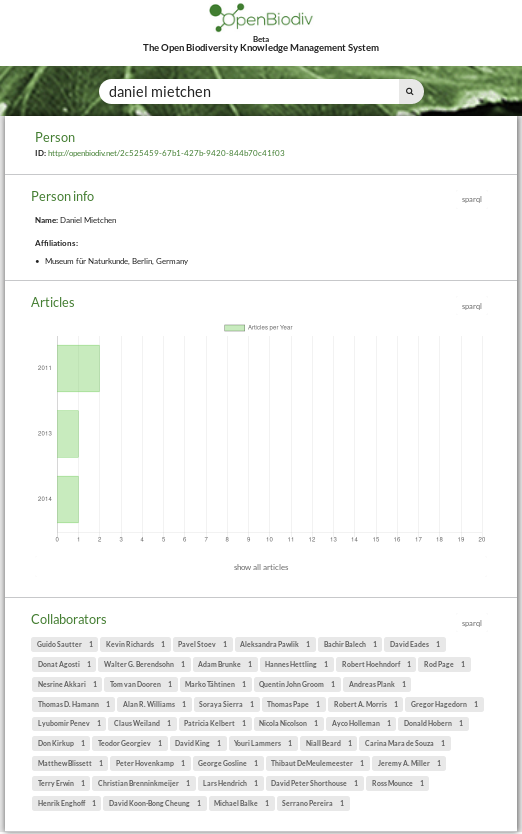 OpenBiodiv
Beta
The Open Biodiversity Knowledge Management System
daniel mietchen
Person
ID: http://openbiodiv.net/2c525459-67b1-427b-9420-844b70c41f03
Person info
sparql
Name: Daniel Mietchen
Affiliations:
• Museum für Naturkunde, Berlin, Germany
Articles
sparql
Articles per Year
2011
2013
2014
0 1 2 3 4 5 6 7 8 9 10 11 12 13 14 15 16 17 18 19 20
show all articles
Collaborators
sparql
Guido Sautter 1 Kevin Richards 1 Pavel Stoev 1 Aleksandra Pawlik 1 Bachir Balech 1 David Eades 1
Donat Agosti 1 Walter G. Berendsohn 1 Adam Brunke 1 Hannes Hettling 1 Robert Hoehndorf 1 Rod Page 1
Nesrine Akkari 1 Tom van Dooren 1 Marko Tähtinen 1 Quentin John Groom 1 Andreas Plank 1
Thomas D. Hamann 1 Alan R. Williams 1 Soraya Sierra 1 Thomas Pape 1 Robert A. Morris 1 Gregor Hagedorn 1
Lyubomir Penev 1 Claus Weiland 1 Patricia Kelbert 1 Nicola Nicolson 1 Ayco Holleman 1 Donald Hobern 1
Don Kirkup 1 Teodor Georgiev 1 David King 1 Youri Lammers 1 Niall Beard 1 Carina Mara de Souza 1
Matthew Blissett 1 Peter Hovenkamp 1 George Gosline 1 Thibaut DeMeulemeester 1 Jeremy A. Miller 1
Terry Erwin 1 Christian Brenninkmeijer 1 Lars Hendrich 1 David Peter Shorthouse 1 Ross Mounce 1
Henrik Enghoff 1 David Koon-Bong Cheung 1 Michael Balke 1 Serrano Pereira 1